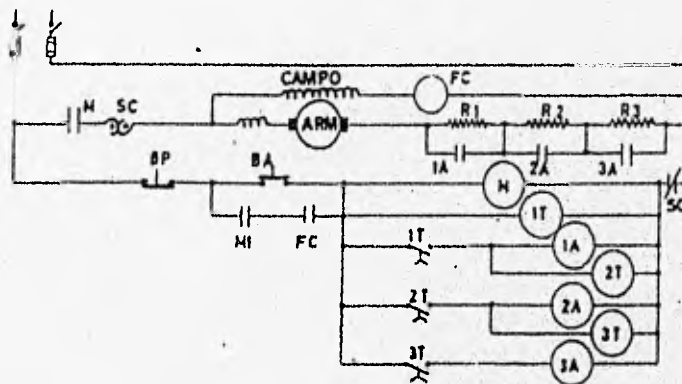 CAMPO FC
M SC ARM R1 R2 R3
1A 2A 3A
BP BA
M SC
M1 FC 1T
1T 1A
2T
2T 2A
3T
3T 3A